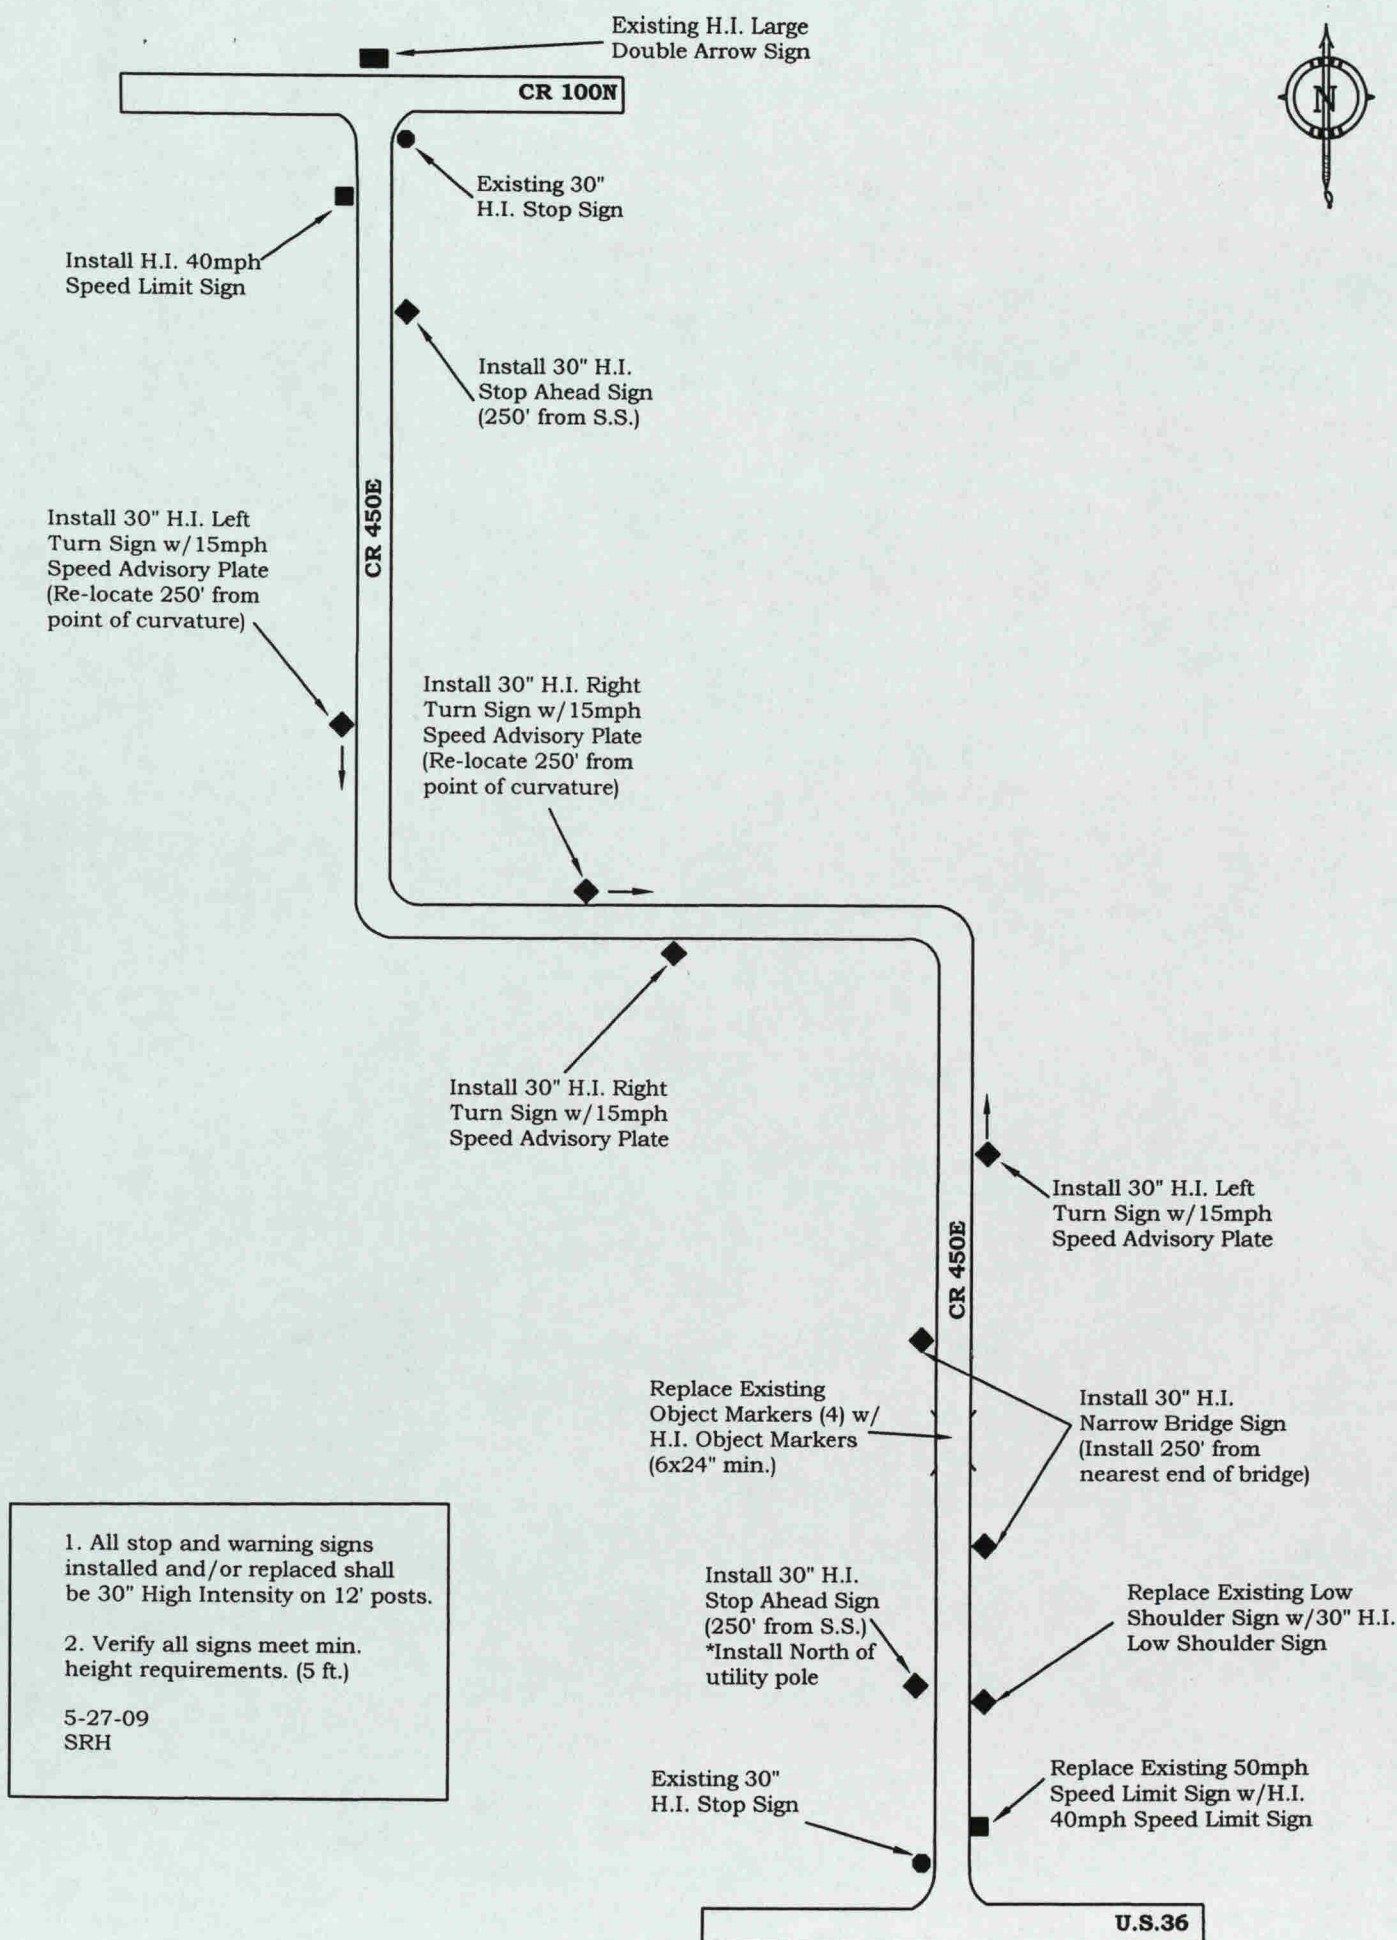 Existing H.I. Large
Double Arrow Sign
CR 100N
N
Existing 30"
H.I. Stop Sign
Install H.I. 40mph
Speed Limit Sign
Install 30" H.I.
Stop Ahead Sign
(250' from S.S.)
CR 450E
Install 30" H.I. Left
Turn Sign w/15mph
Speed Advisory Plate
(Re-locate 250' from
point of curvature)
Install 30" H.I. Right
Turn Sign w/15mph
Speed Advisory Plate
(Re-locate 250' from
point of curvature)
Install 30" H.I. Right
Turn Sign w/15mph
Speed Advisory Plate
Install 30" H.I. Left
Turn Sign w/15mph
Speed Advisory Plate
CR 450E
Replace Existing
Object Markers (4) w/
H.I. Object Markers
(6x24" min.)
Install 30" H.I.
Narrow Bridge Sign
(Install 250' from
nearest end of bridge)
1. All stop and warning signs
installed and/or replaced shall
be 30" High Intensity on 12' posts.
2. Verify all signs meet min.
height requirements. (5 ft.)
5-27-09
SRH
Install 30" H.I.
Stop Ahead Sign
(250' from S.S.)
*Install North of
utility pole
Replace Existing Low
Shoulder Sign w/30" H.I.
Low Shoulder Sign
Existing 30"
H.I. Stop Sign
Replace Existing 50mph
Speed Limit Sign w/H.I.
40mph Speed Limit Sign
U.S.36